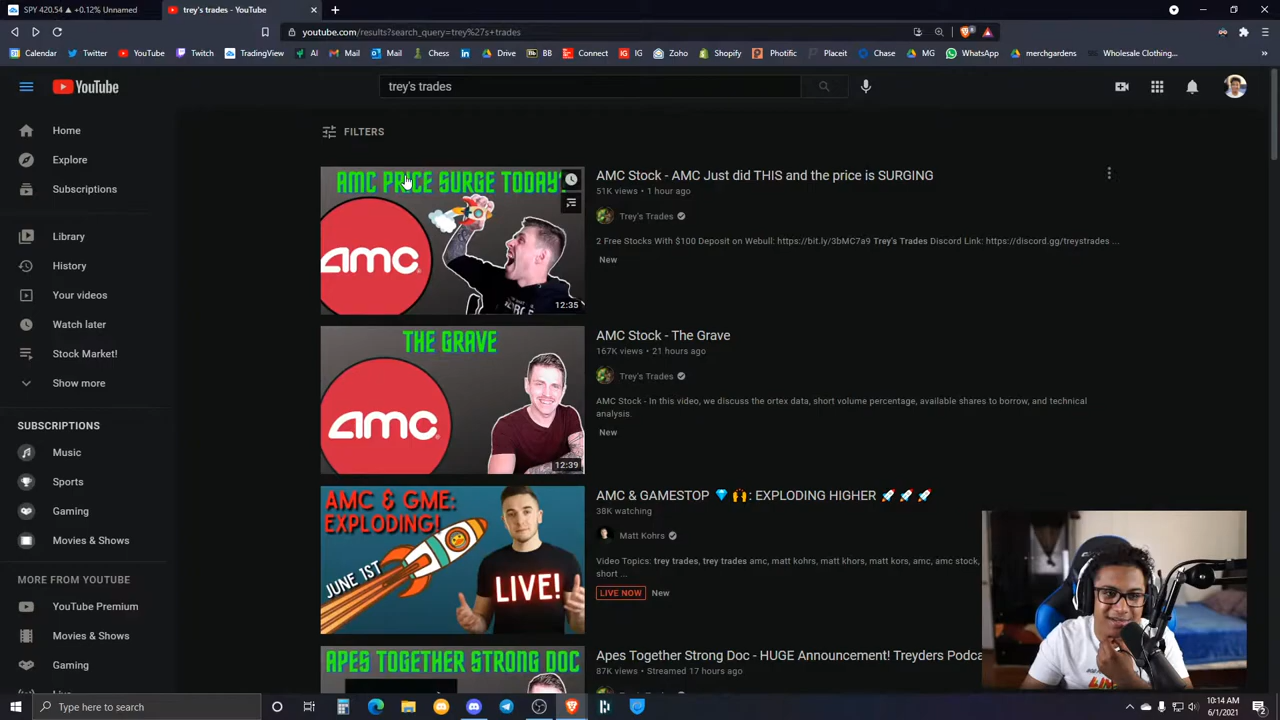 SPY 420.54 ▲ +0.12% Unnamed
trey's trades - YouTube
youtube.com/results?search_query=trey%27s+trades
Calendar Twitter YouTube Twitch TradingView AI Mail Mail LinkedIn Drive BB Connect IG Zoho Shopify Photific Placeit Chase MG WhatsApp merchgardens Wholesale Clothing...
YouTube
trey's trades
Home
Explore
Subscriptions
Library
History
Your videos
Watch later
Stock Market!
Show more
SUBSCRIPTIONS
Music
Sports
Gaming
Movies & Shows
MORE FROM YOUTUBE
YouTube Premium
Movies & Shows
Gaming
FILTERS
AMC PRICE SURGE TODAY
amc
12:35
AMC Stock - AMC Just did THIS and the price is SURGING
51K views • 1 hour ago
Trey's Trades
2 Free Stocks With $100 Deposit on Webull: https://bit.ly/3bMC7a9 Trey's Trades Discord Link: https://discord.gg/treystrades ...
New
THE GRAVE
amc
12:39
AMC Stock - The Grave
167K views • 21 hours ago
Trey's Trades
AMC Stock - In this video, we discuss the ortex data, short volume percentage, available shares to borrow, and technical
analysis.
New
AMC & GME:
EXPLODING!
JUNE 1ST
LIVE!
AMC & GAMESTOP 💎 🙌: EXPLODING HIGHER 🚀 🚀 🚀
38K watching
Matt Kohrs
Video Topics: trey trades, trey trades amc, matt kohrs, matt khors, matt kors, amc, amc stock,
short ...
LIVE NOW New
APES TOGETHER STRONG DOC
Apes Together Strong Doc - HUGE Announcement! Treyders Podca
87K views • Streamed 17 hours ago
Type here to search
10:14 AM
6/1/2021